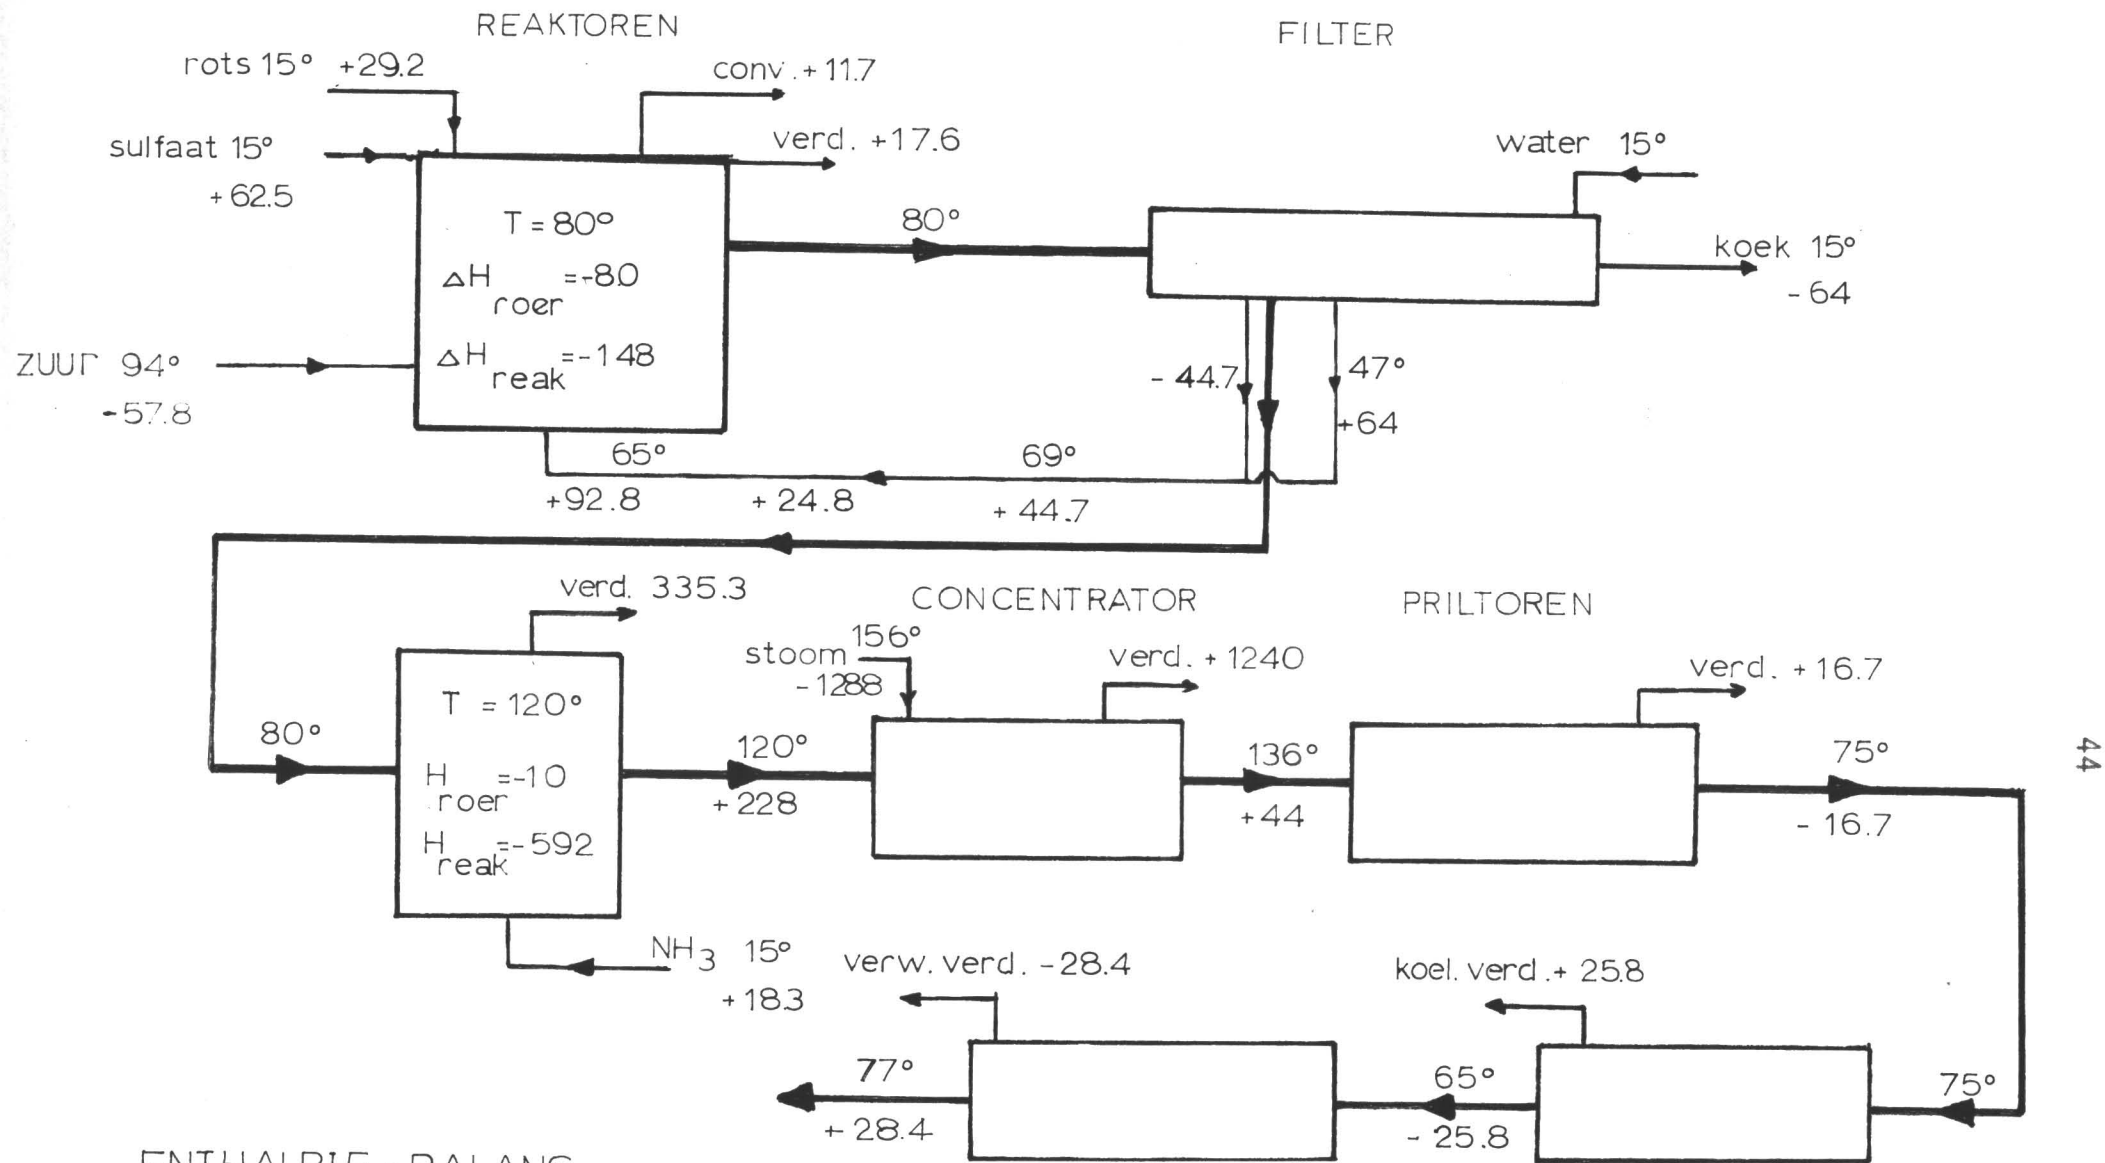 REAKTOREN
FILTER
rots 15° +29.2
conv. + 11.7
sulfaat 15°
+ 62.5
verd. +17.6
water 15°
T = 80°
ΔH roer = -8.0
ΔH reak = -148
80°
koek 15°
- 64
ZUUR 94°
-57.8
- 44.7
47°
+64
65°
69°
+92.8
+ 24.8
+ 44.7
verd. 335.3
CONCENTRATOR
PRILTOREN
stoom 156°
-1288
verd. + 1240
verd. + 16.7
T = 120°
H roer = -10
H reak = -592
80°
120°
+228
136°
+44
75°
- 16.7
44
NH3 15°
+ 18.3
verw. verd. - 28.4
koel. verd. + 25.8
77°
+ 28.4
65°
- 25.8
75°
ENTHALPIE BALANS